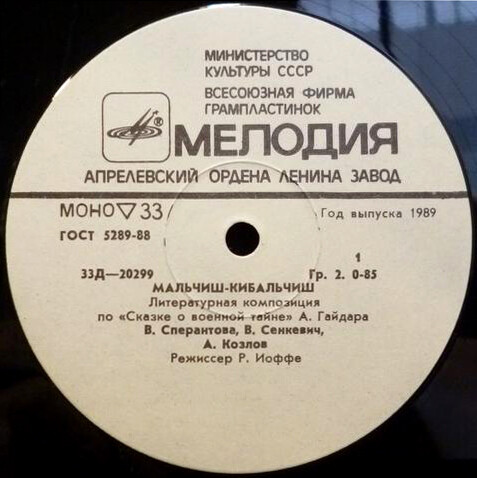 МИНИСТЕРСТВО
КУЛЬТУРЫ СССР
ВСЕСОЮЗНАЯ ФИРМА
ГРАМПЛАСТИНОК
® МЕЛОДИЯ
АПРЕЛЕВСКИЙ ОРДЕНА ЛЕНИНА ЗАВОД
МОНО ▽ 33
Год выпуска 1989
ГОСТ 5289-88
1
33Д—20299
Гр. 2. 0-85
МАЛЬЧИШ-КИБАЛЬЧИШ
Литературная композиция
по «Сказке о военной тайне» А. Гайдара
В. Сперантова, В. Сенкевич,
А. Козлов
Режиссер Р. Иоффе